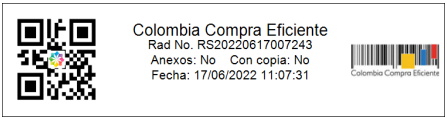 Colombia Compra Eficiente
Rad No. RS20220617007243
Anexos: No Con copia: No
Fecha: 17/06/2022 11:07:31
Colombia Compra Eficiente